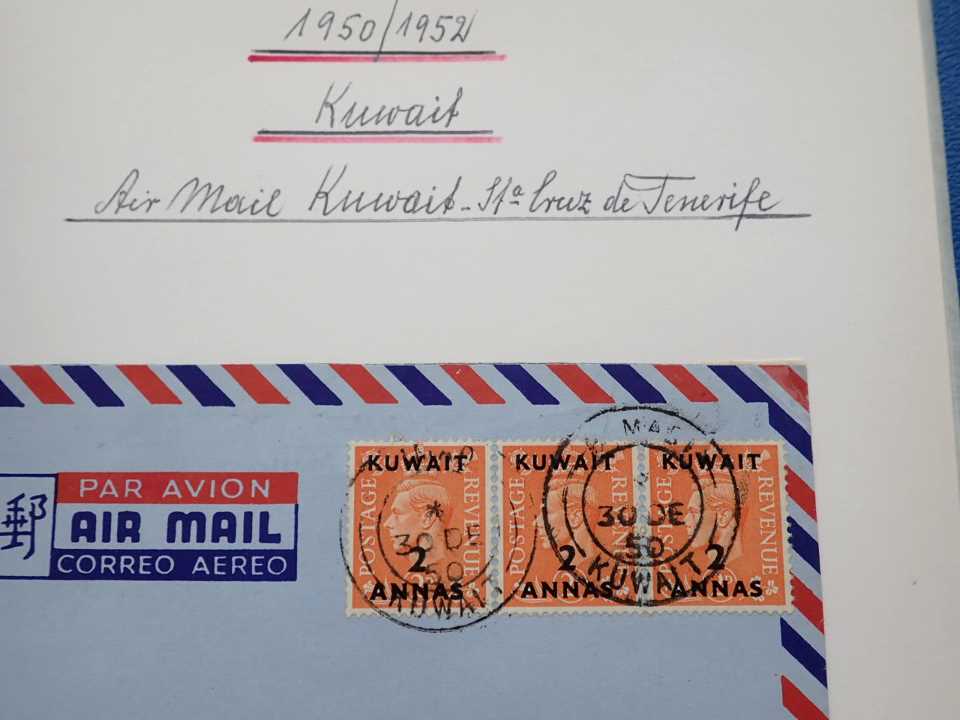 1950/1952
Kuwait
Air Mail Kuwait - Sta Cruz de Tenerife
郵
PAR AVION
AIR MAIL
CORREO AEREO
KUWAIT
POSTAGE
REVENUE
2
ANNAS
KUWAIT
POSTAGE
REVENUE
2
ANNAS
KUWAIT
POSTAGE
REVENUE
2
ANNAS
30 DE
50
KUWAIT
30 DE
50
KUWAIT